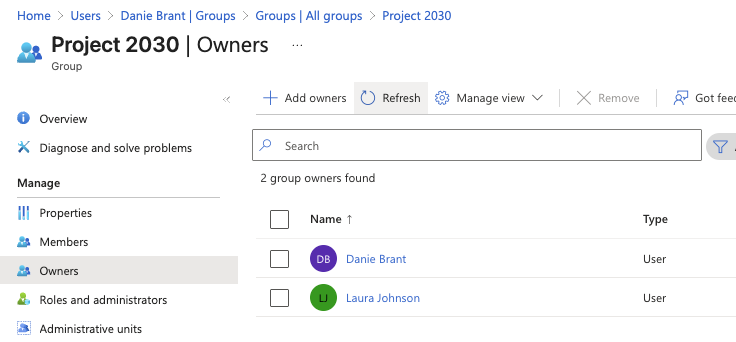 Home > Users > Danie Brant | Groups > Groups | All groups > Project 2030
Project 2030 | Owners ...
Group
Add owners Refresh Manage view Remove Got fee
Overview
Diagnose and solve problems
Search
Manage
2 group owners found
Properties
Members
Owners
Roles and administrators
Administrative units
Name ↑ Type
DB Danie Brant User
LJ Laura Johnson User